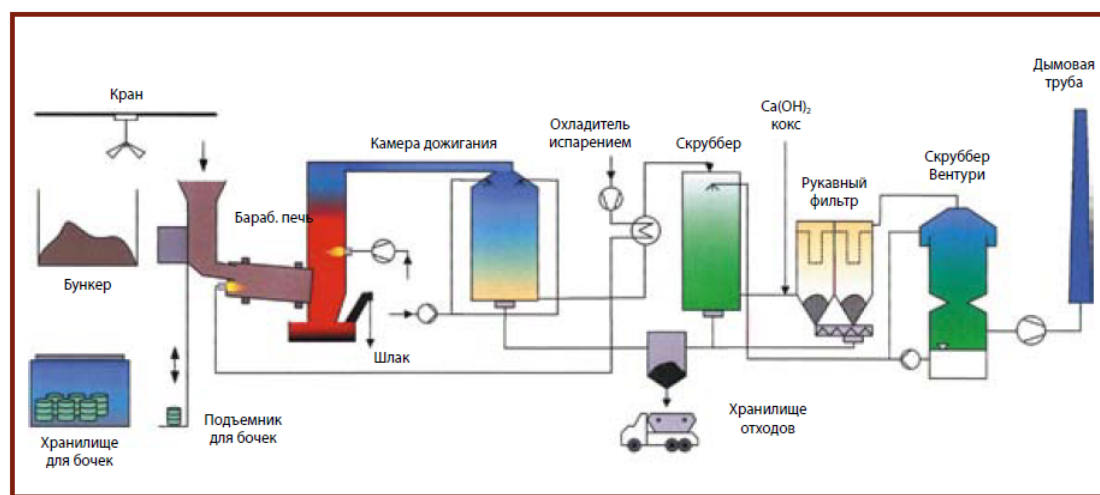 Дымовая
труба
Кран
Ca(OH)₂
кокс
Охладитель
испарением
Камера дожигания
Скруббер
Скруббер
Вентури
Рукавный
фильтр
Бараб. печь
Бункер
Шлак
Хранилище
для бочек
Подъемник
для бочек
Хранилище
отходов